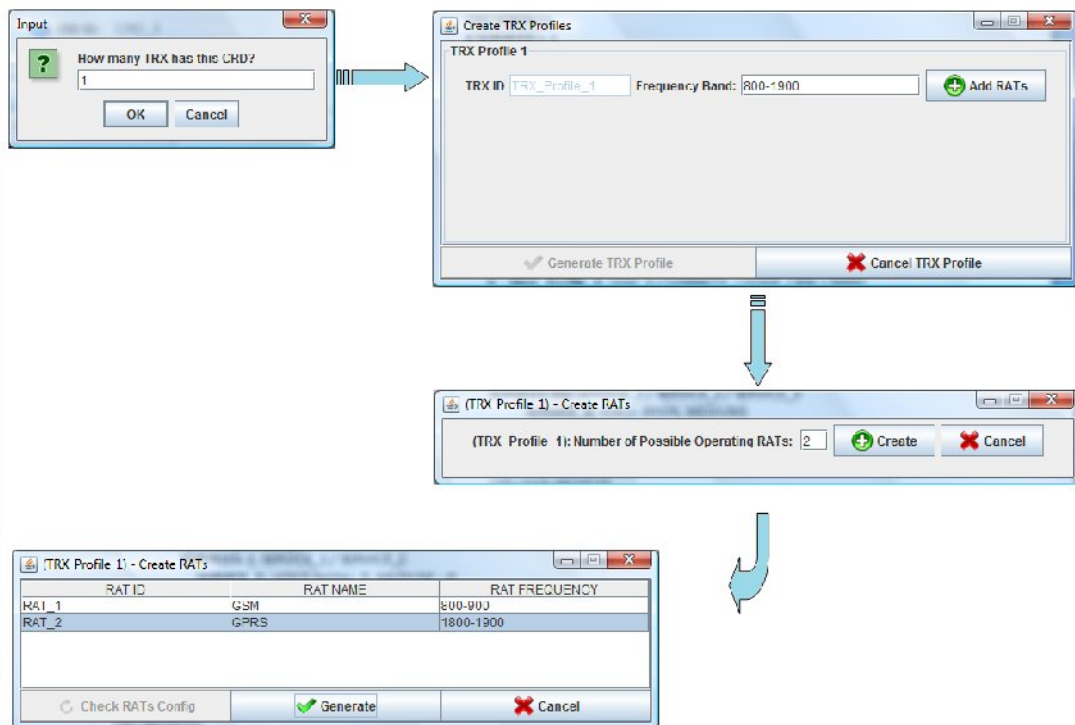 Input
How many TRX has this CRD?
1
OK Cancel
Create TRX Profiles
TRX Profile 1
TRX ID TRX_Profile_1 Frequency Band: 800-1900 Add RATs
Generate TRX Profile Cancel TRX Profile
(TRX Profile 1) - Create RATs
(TRX Profile 1): Number of Possible Operating RATs: 2 Create Cancel
(TRX Profile 1) - Create RATs
RAT ID RAT NAME RAT FREQUENCY
RAT_1 GSM 800-900
RAT_2 GPRS 1800-1900
Check RATs Config Generate Cancel